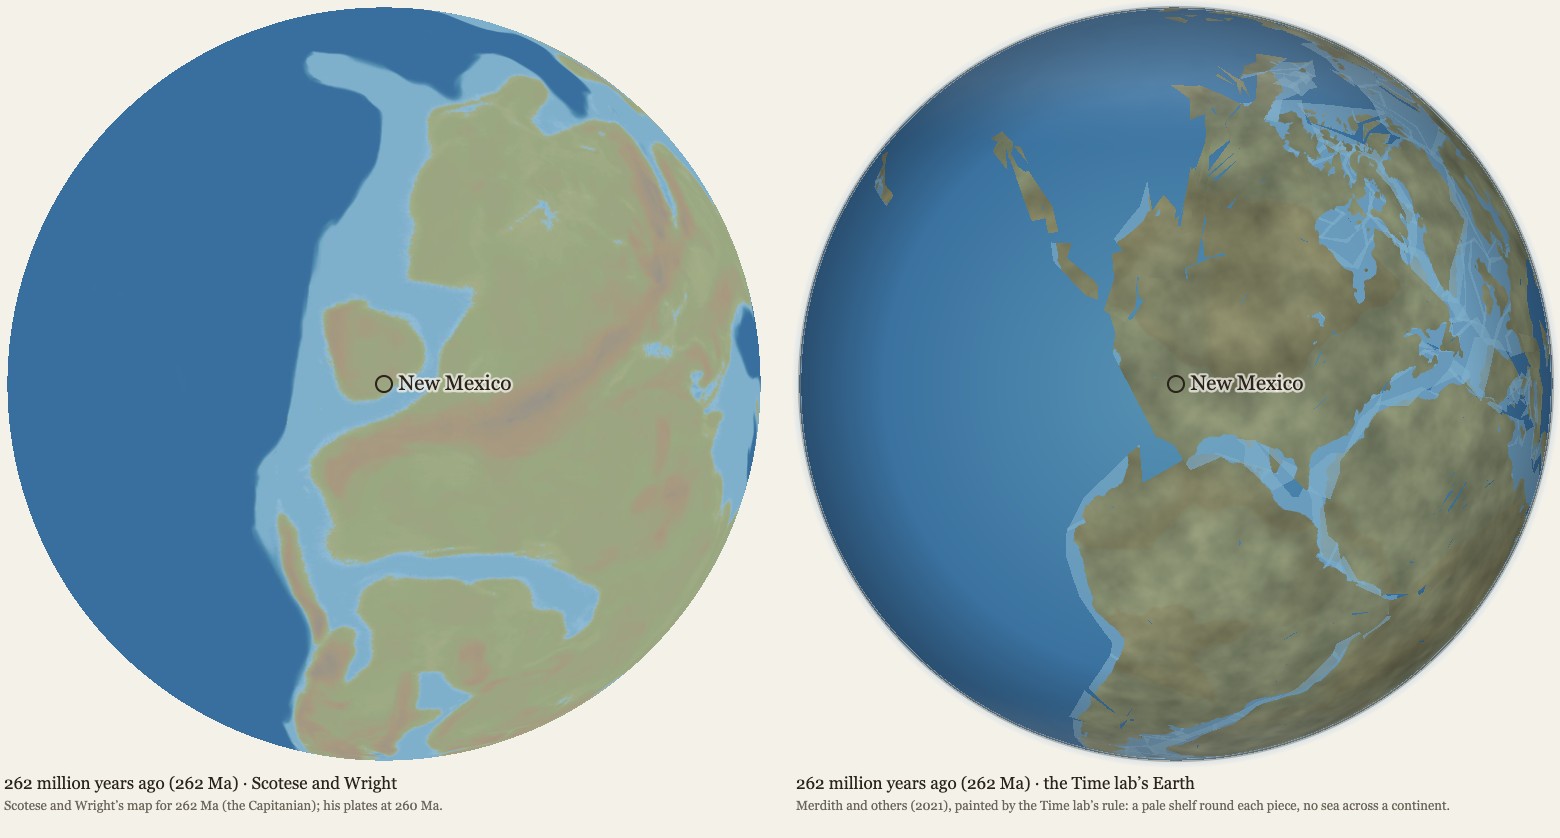 New Mexico
New Mexico
262 million years ago (262 Ma) · Scotese and Wright
Scotese and Wright's map for 262 Ma (the Capitanian); his plates at 260 Ma.
262 million years ago (262 Ma) · the Time lab’s Earth
Meredith and others (2021), painted by the Time lab’s rule: a pale shelf round each piece, no sea across a continent.